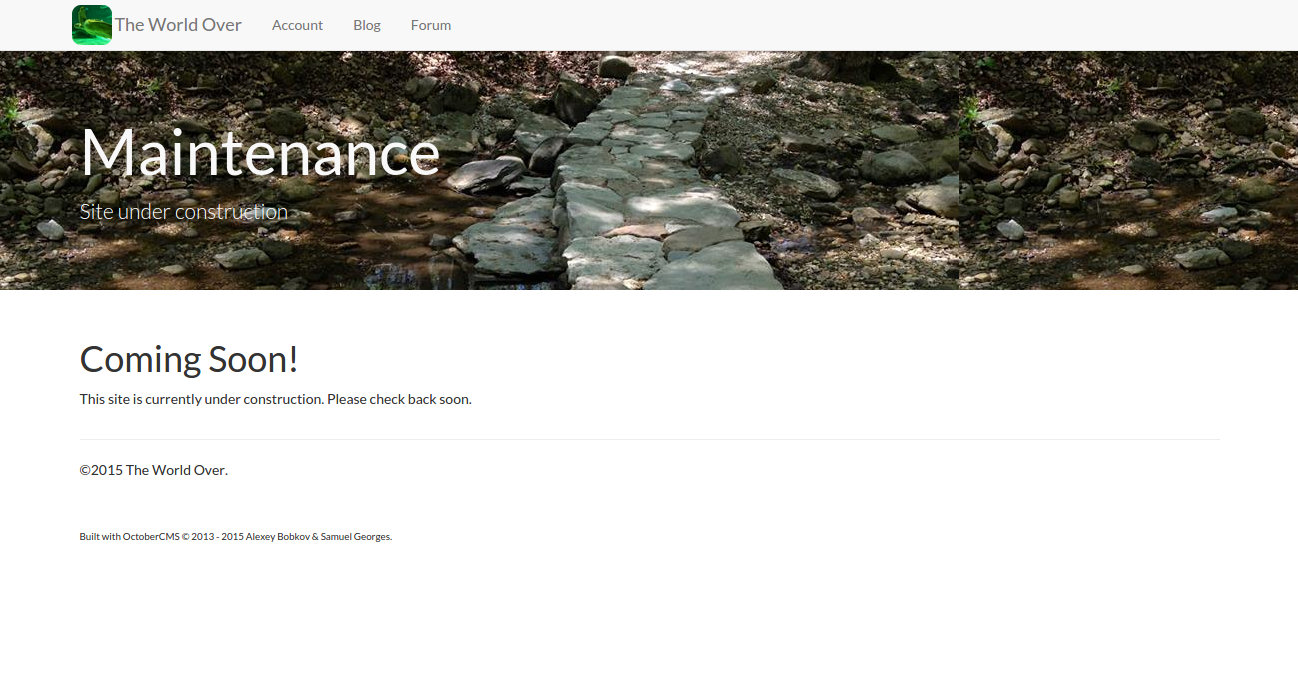 The World Over
Account
Blog
Forum
Maintenance
Site under construction
Coming Soon!
This site is currently under construction. Please check back soon.
©2015 The World Over.
Built with OctoberCMS © 2013 - 2015 Alexey Bobkov & Samuel Georges.